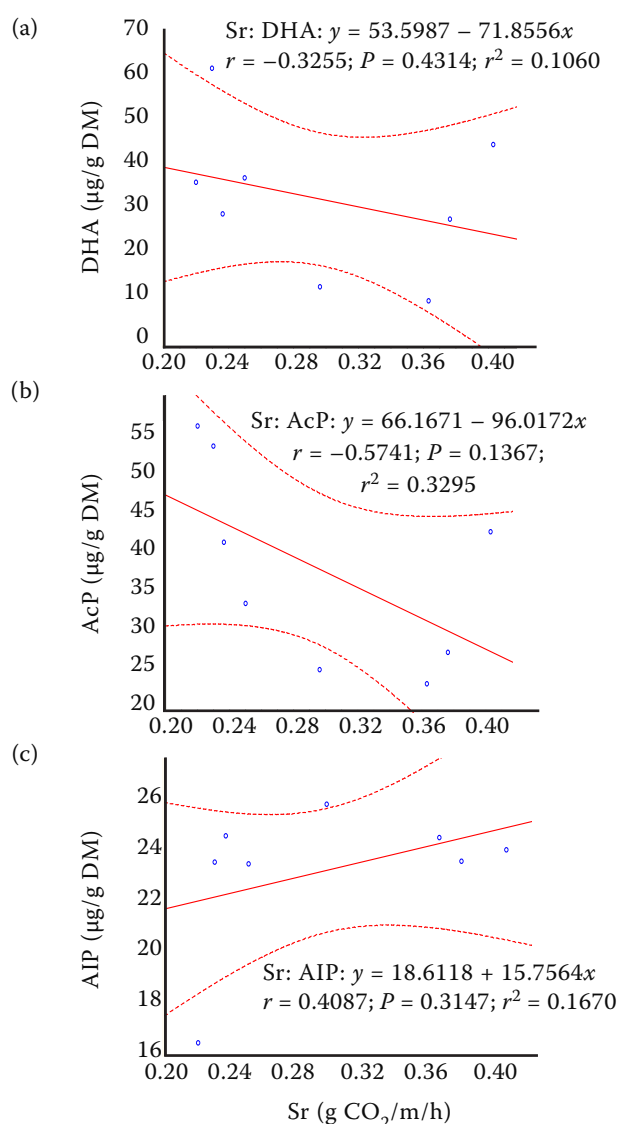 (a)
Sr: DHA: y = 53.5987 – 71.8556x
r = –0.3255; P = 0.4314; r² = 0.1060
DHA (µg/g DM)
70
60
50
40
30
20
10
0
0.20 0.24 0.28 0.32 0.36 0.40
(b)
Sr: AcP: y = 66.1671 – 96.0172x
r = –0.5741; P = 0.1367;
r² = 0.3295
AcP (µg/g DM)
55
50
45
40
35
30
25
20
0.20 0.24 0.28 0.32 0.36 0.40
(c)
AIP (µg/g DM)
26
24
22
20
18
16
Sr: AIP: y = 18.6118 + 15.7564x
r = 0.4087; P = 0.3147; r² = 0.1670
0.20 0.24 0.28 0.32 0.36 0.40
Sr (g CO₂/m/h)